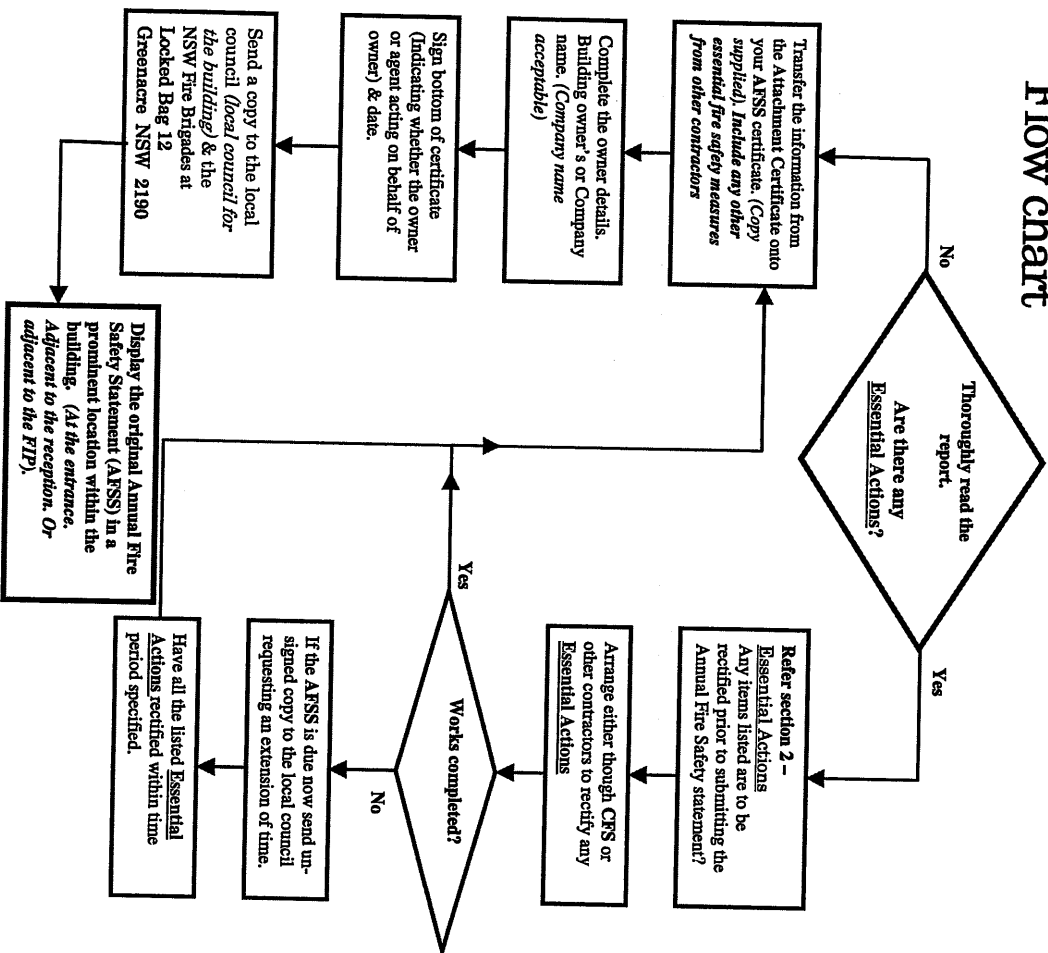 Flow chart
Thoroughly read the
report.
Are there any
Essential Actions?
No
Yes
Transfer the information from
the Attachment Certificate onto
your AFSS certificate. (Copy
supplied). Include any other
essential fire safety measures
from other contractors
Complete the owner details.
Building owner's or Company
name. (Company name
acceptable)
Sign bottom of certificate
(Indicating whether the owner
or agent acting on behalf of
owner) & date.
Send a copy to the local
council (local council for
the building) & the
NSW Fire Brigades at
Locked Bag 12
Greenacre NSW 2190
Display the original Annual Fire
Safety Statement (AFSS) in a
prominent location within the
building. (At the entrance.
Adjacent to the reception. Or
adjacent to the FIP).
Refer section 2 –
Essential Actions
Any items listed are to be
rectified prior to submitting the
Annual Fire Safety statement?
Arrange either though CFS or
other contractors to rectify any
Essential Actions
Works completed?
Yes
No
If the AFSS is due now send un-
signed copy to the local council
requesting an extension of time.
Have all the listed Essential
Actions rectified within time
period specified.